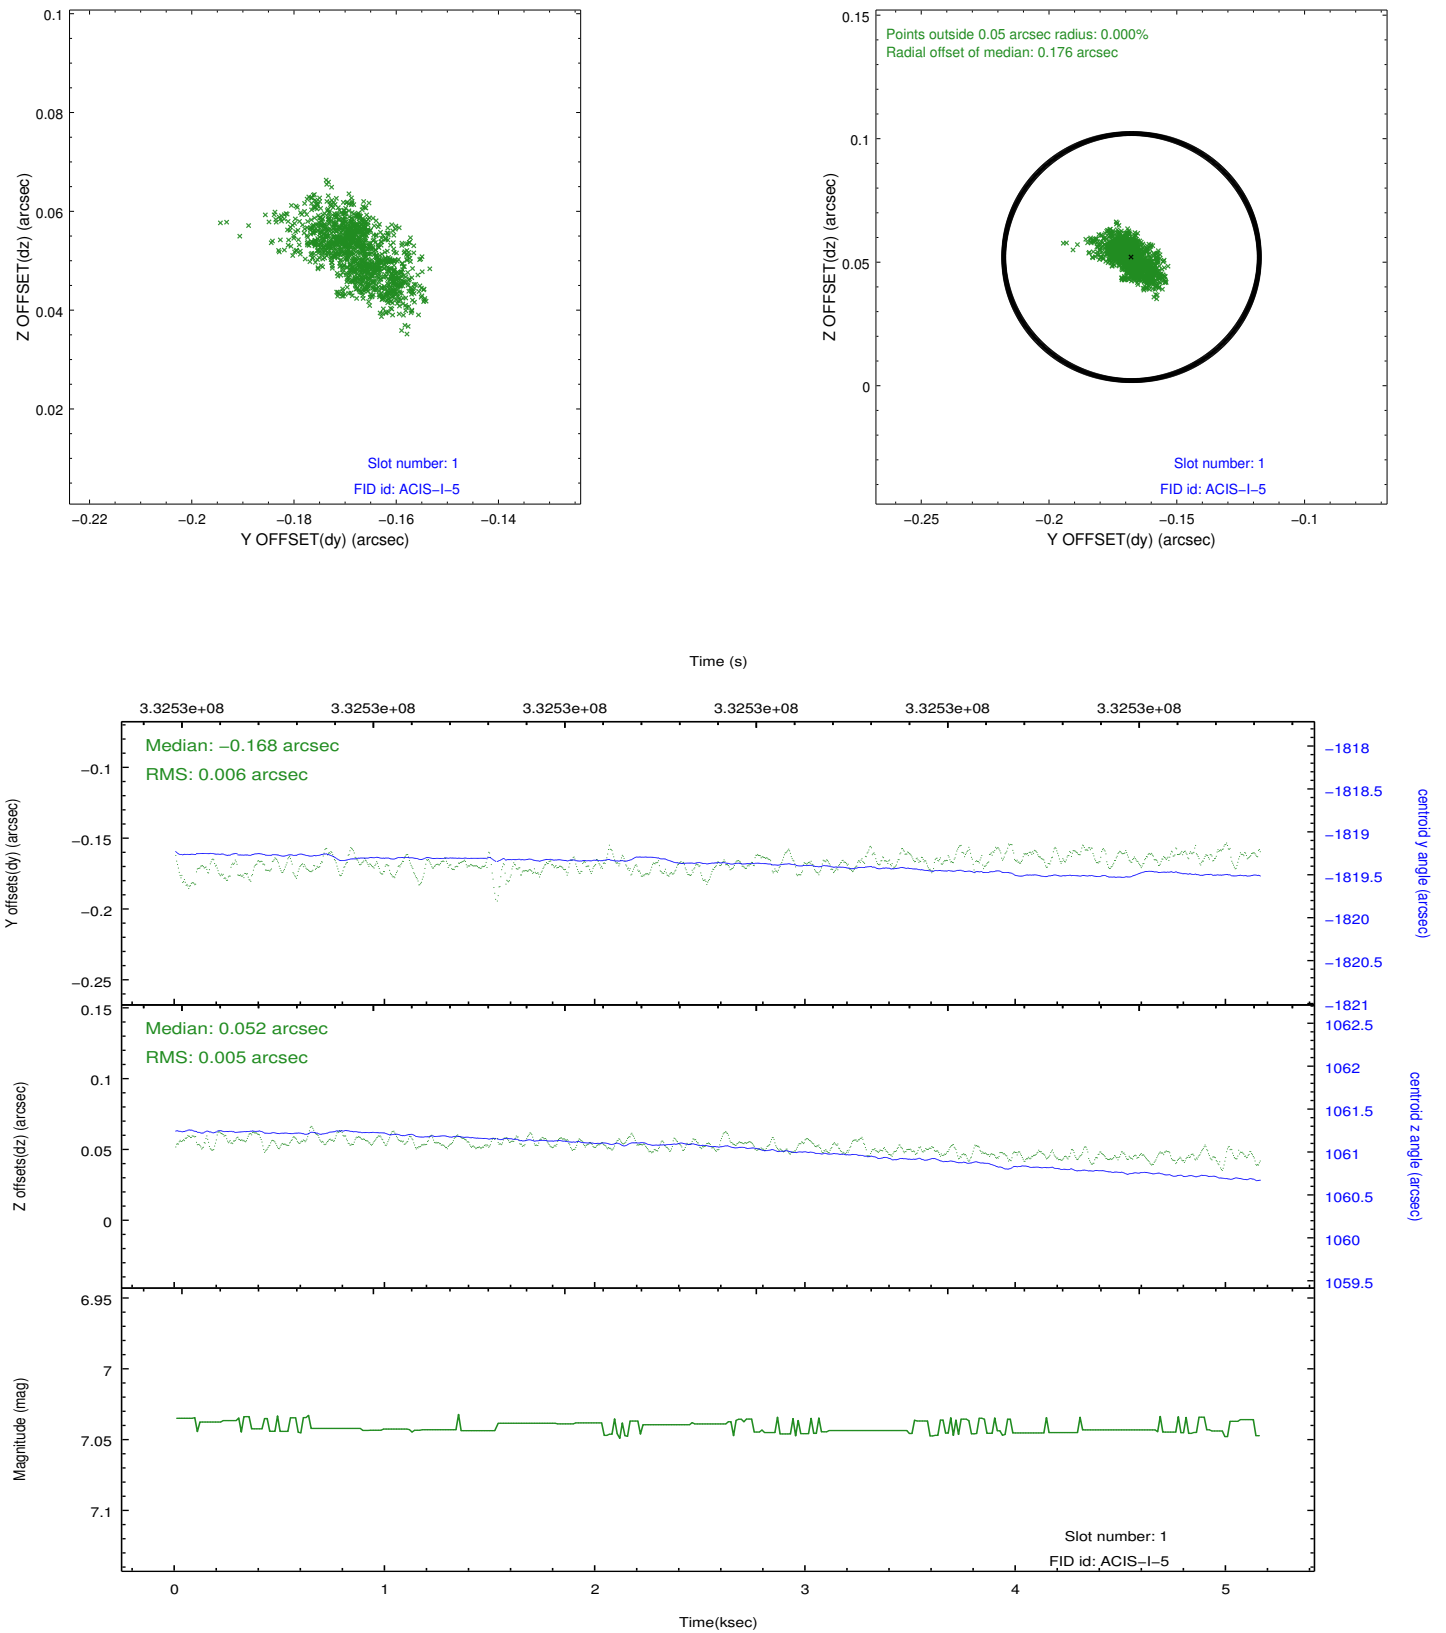 0.1
0.08
0.06
0.04
0.02
−0.22
−0.2
−0.18
−0.16
−0.14
Z OFFSET(dz) (arcsec)
Y OFFSET(dy) (arcsec)
Slot number: 1
FID id: ACIS−I−5
Points outside 0.05 arcsec radius: 0.000%
Radial offset of median: 0.176 arcsec
0.15
0.1
0.05
0
−0.25
−0.2
−0.15
−0.1
Z OFFSET(dz) (arcsec)
Y OFFSET(dy) (arcsec)
Slot number: 1
FID id: ACIS−I−5
Time (s)
3.3253e+08
3.3253e+08
3.3253e+08
3.3253e+08
3.3253e+08
3.3253e+08
Median: −0.168 arcsec
RMS: 0.006 arcsec
−0.1
−0.15
−0.2
−0.25
Y offsets(dy) (arcsec)
−1818
−1818.5
−1819
−1819.5
−1820
−1820.5
−1821
centroid y angle (arcsec)
Median: 0.052 arcsec
RMS: 0.005 arcsec
0.15
0.1
0.05
0
Z offsets(dz) (arcsec)
1062.5
1062
1061.5
1061
1060.5
1060
1059.5
centroid z angle (arcsec)
6.95
7
7.05
7.1
Magnitude (mag)
Slot number: 1
FID id: ACIS−I−5
0
1
2
3
4
5
Time(ksec)